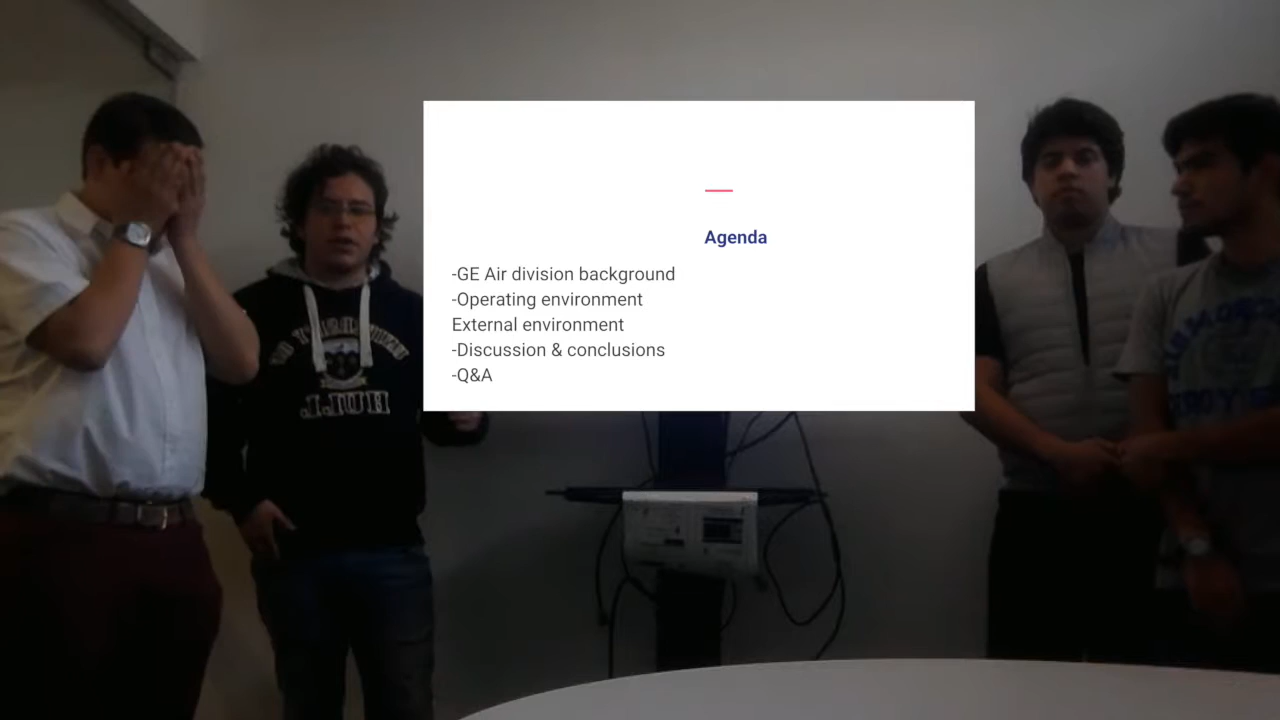 Agenda
-GE Air division background
-Operating environment
External environment
-Discussion & conclusions
-Q&A